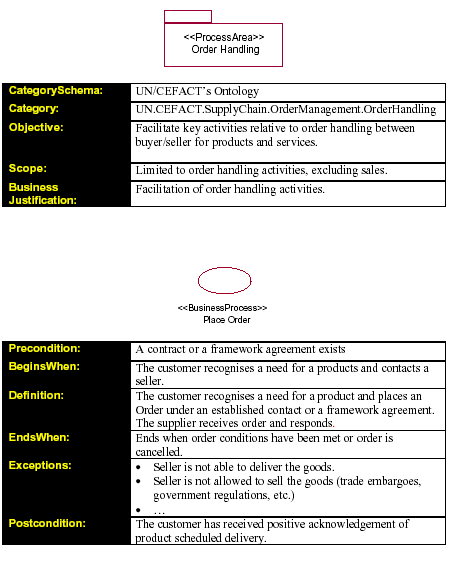 <<ProcessArea>>
Order Handling
CategorySchema: UN/CEFACT's Ontology
Category: UN.CEFACT.SupplyChain.OrderManagement.OrderHandling
Objective: Facilitate key activities relative to order handling between
buyer/seller for products and services.
Scope: Limited to order handling activities, excluding sales.
Business Facilitation of order handling activities.
Justification:
<<BusinessProcess>>
Place Order
Precondition: A contract or a framework agreement exists
BeginsWhen: The customer recognises a need for a products and contacts a
seller.
Definition: The customer recognises a need for a product and places an
Order under an established contact or a framework agreement.
The supplier receives order and responds.
EndsWhen: Ends when order conditions have been met or order is
cancelled.
Exceptions: • Seller is not able to deliver the goods.
• Seller is not allowed to sell the goods (trade embargoes,
government regulations, etc.)
• …
Postcondition: The customer has received positive acknowledgement of
product scheduled delivery.